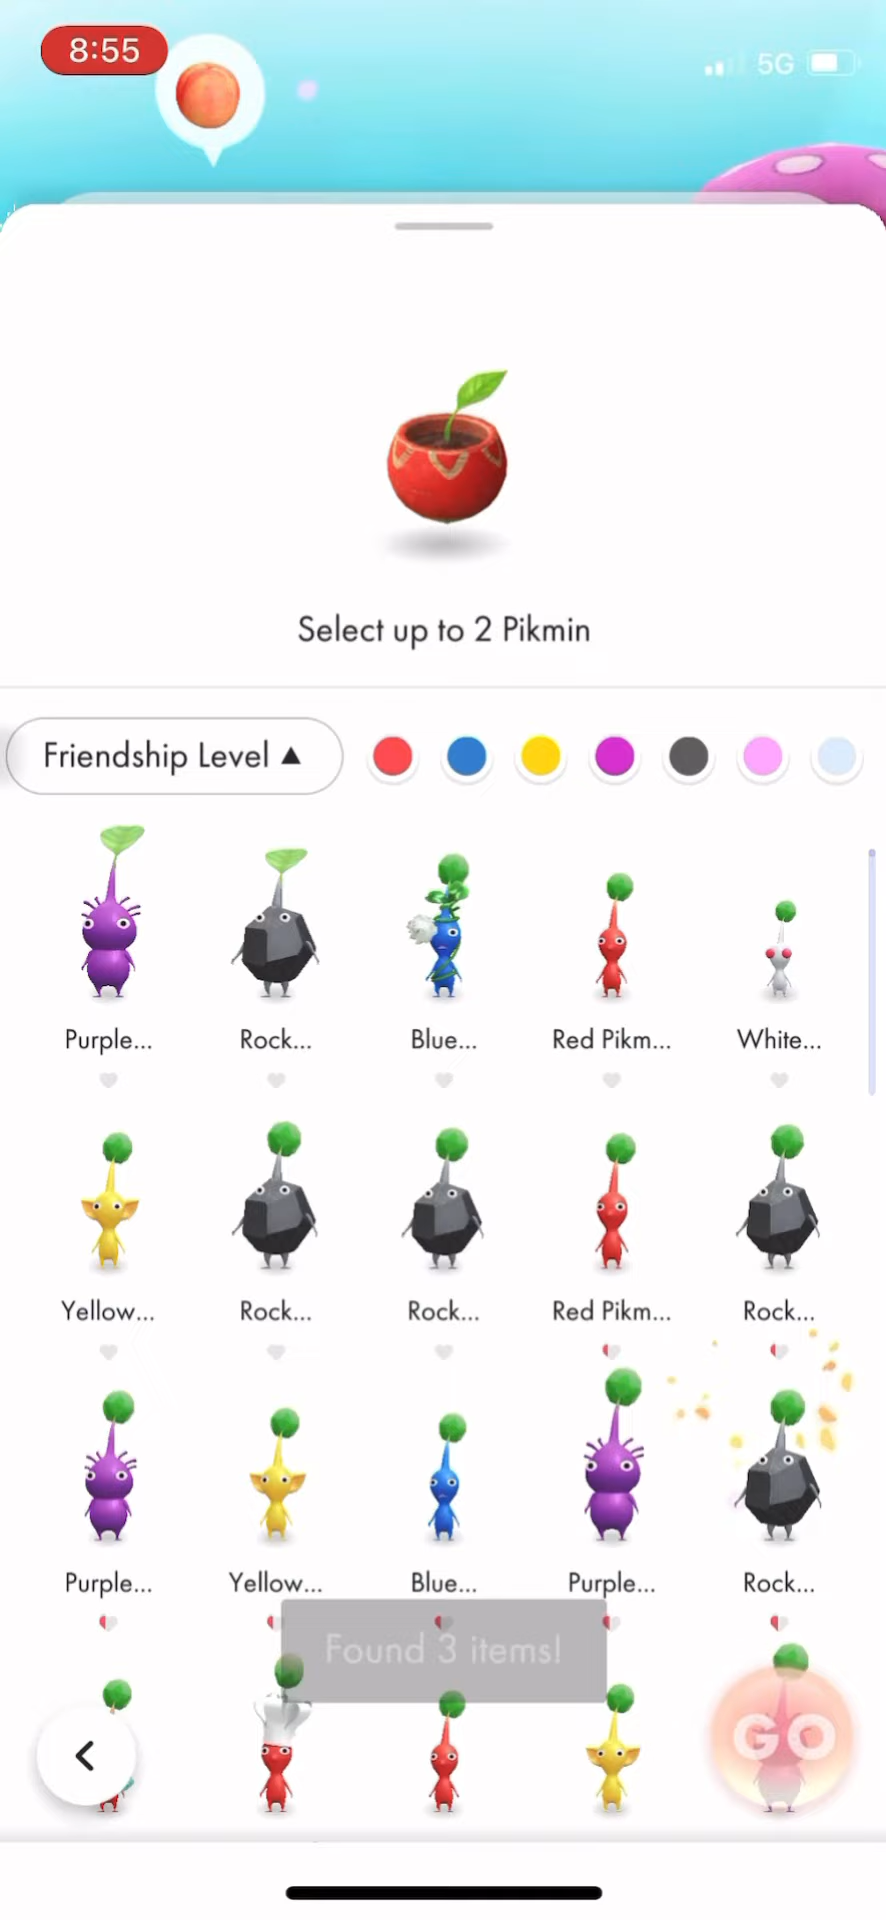 8:55
5G
Select up to 2 Pikmin
Friendship Level ▲
Purple... Rock... Blue... Red Pikm... White...
Yellow... Rock... Rock... Red Pikm... Rock...
Purple... Yellow... Blue... Purple... Rock...
Found 3 items!
GO